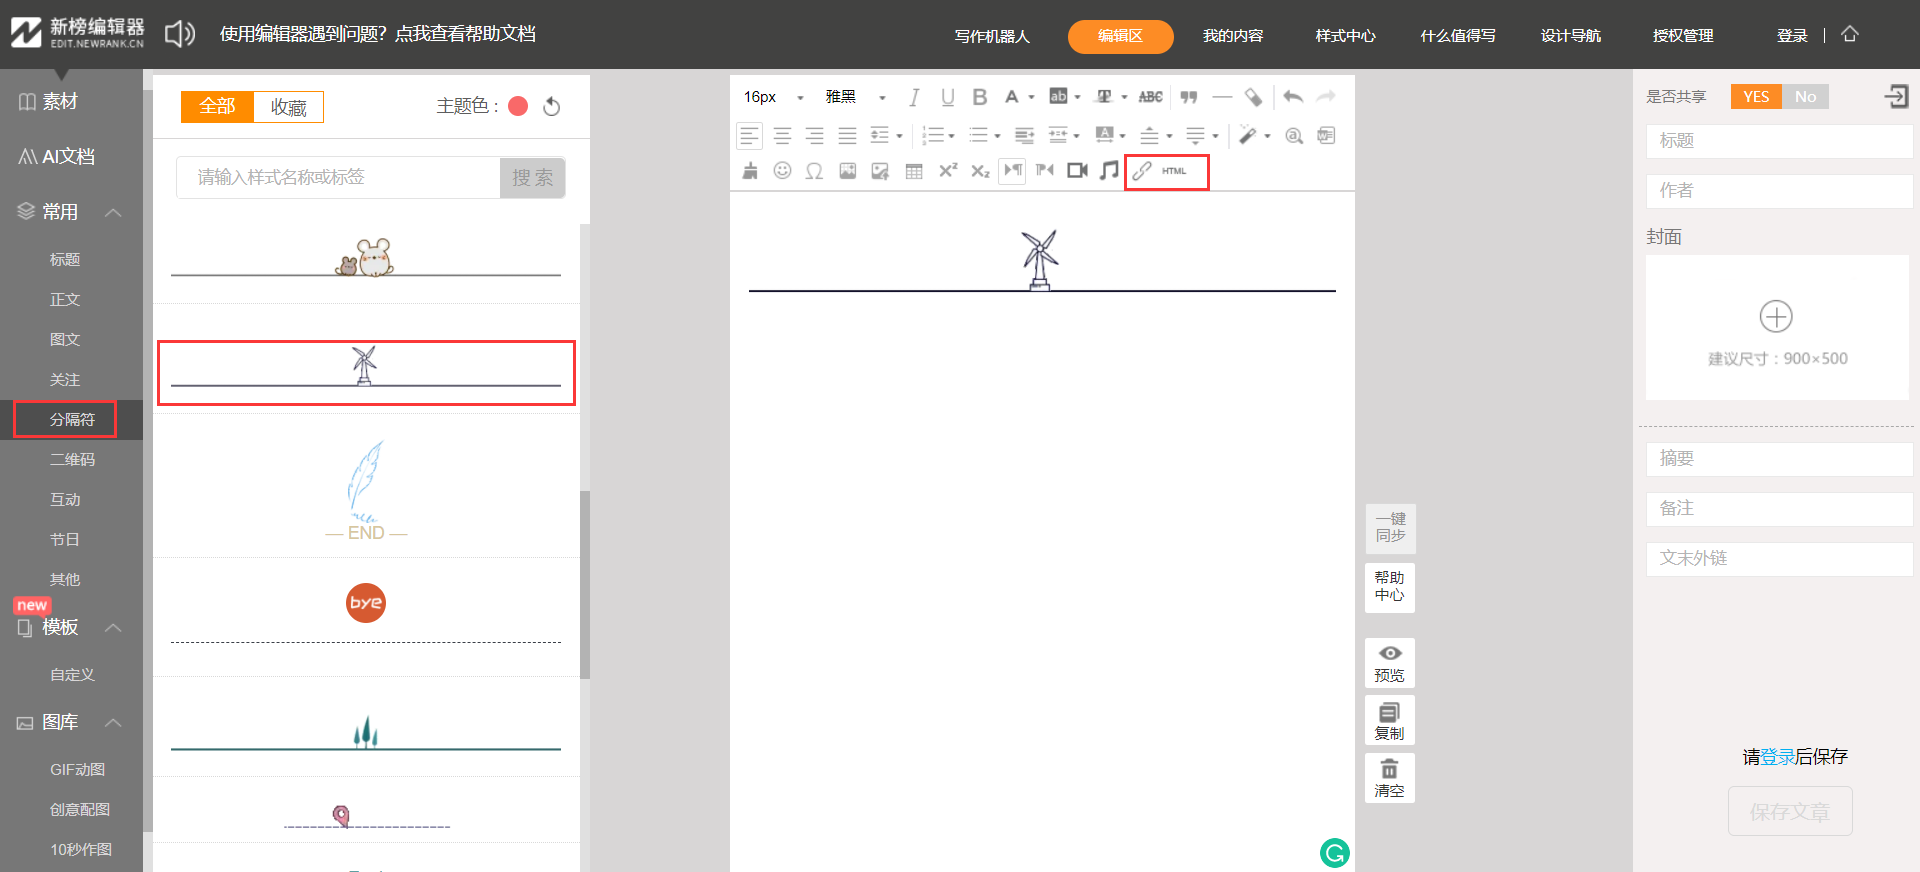 新榜编辑器
EDIT.NEWRANK.CN
使用编辑器遇到问题？点我查看帮助文档
写作机器人
编辑区
我的内容
样式中心
什么值得写
设计导航
授权管理
登录
素材
AI文档
常用
标题
正文
图文
关注
分隔符
二维码
互动
节日
其他
new
模板
自定义
图库
GIF动图
创意配图
10秒作图
全部
收藏
主题色：
请输入样式名称或标签
搜索
END
bye
16px
雅黑
I
U
B
A
ab
T
ABC
A
X²
X₂
HTML
一键
同步
帮助
中心
预览
复制
清空
是否共享
YES
No
标题
作者
封面
建议尺寸：900×500
摘要
备注
文末外链
请登录后保存
保存文章